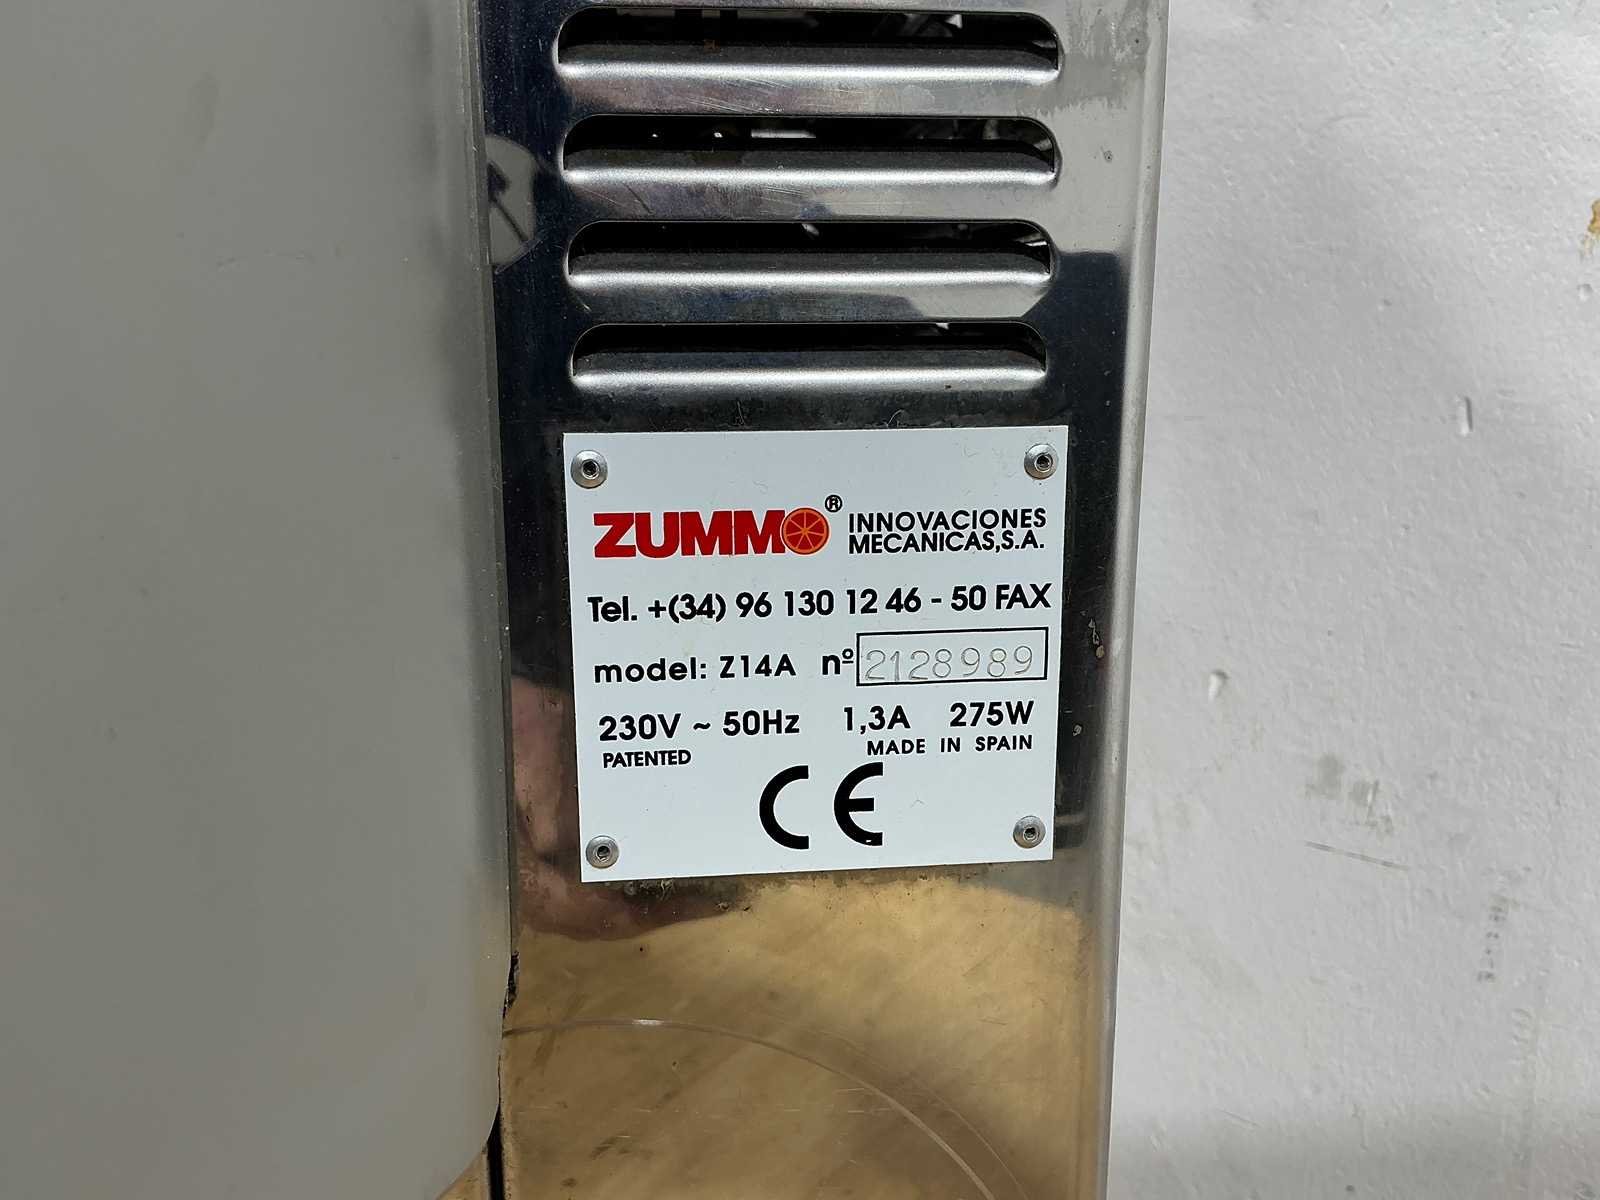 ZUMMO® INNOVACIONES
MECANICAS,S.A.
Tel. +(34) 96 130 12 46 - 50 FAX
model: Z14A nº 2128989
230V ~ 50Hz 1,3A 275W
PATENTED MADE IN SPAIN
CE